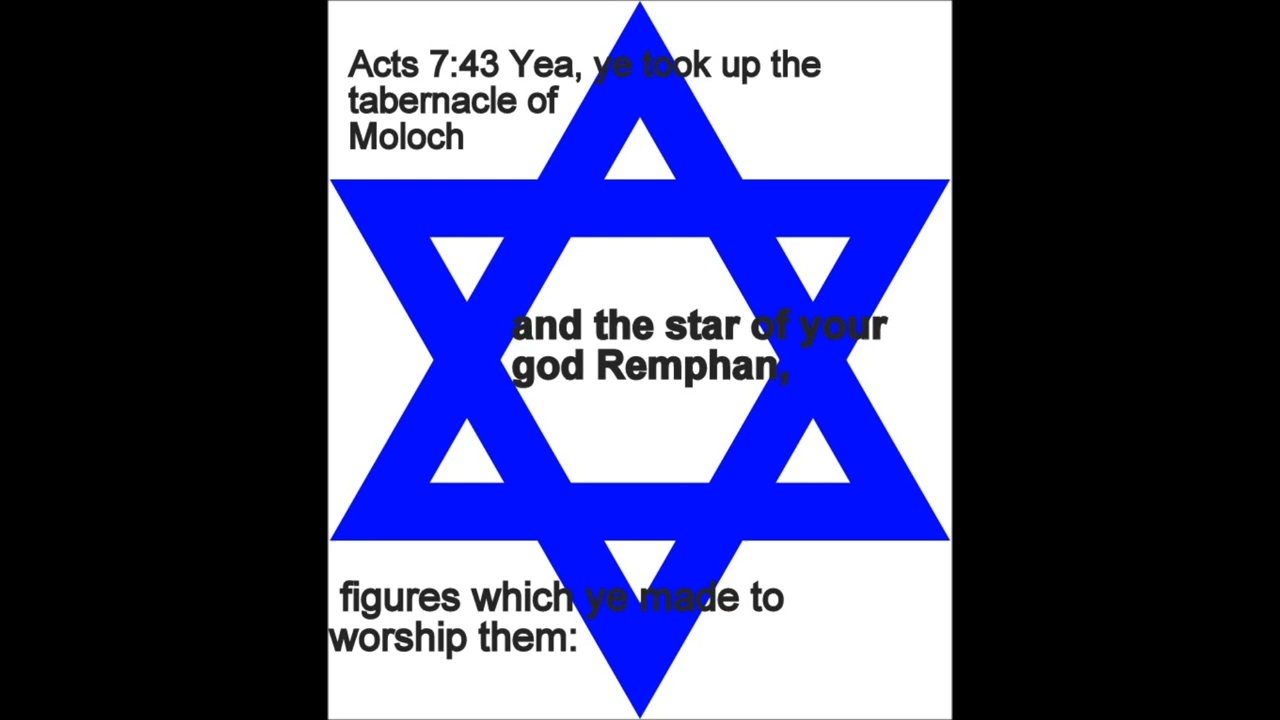 Acts 7:43 Yea, ye took up the
tabernacle of
Moloch
and the star of your
god Remphan,
figures which ye made to
worship them: